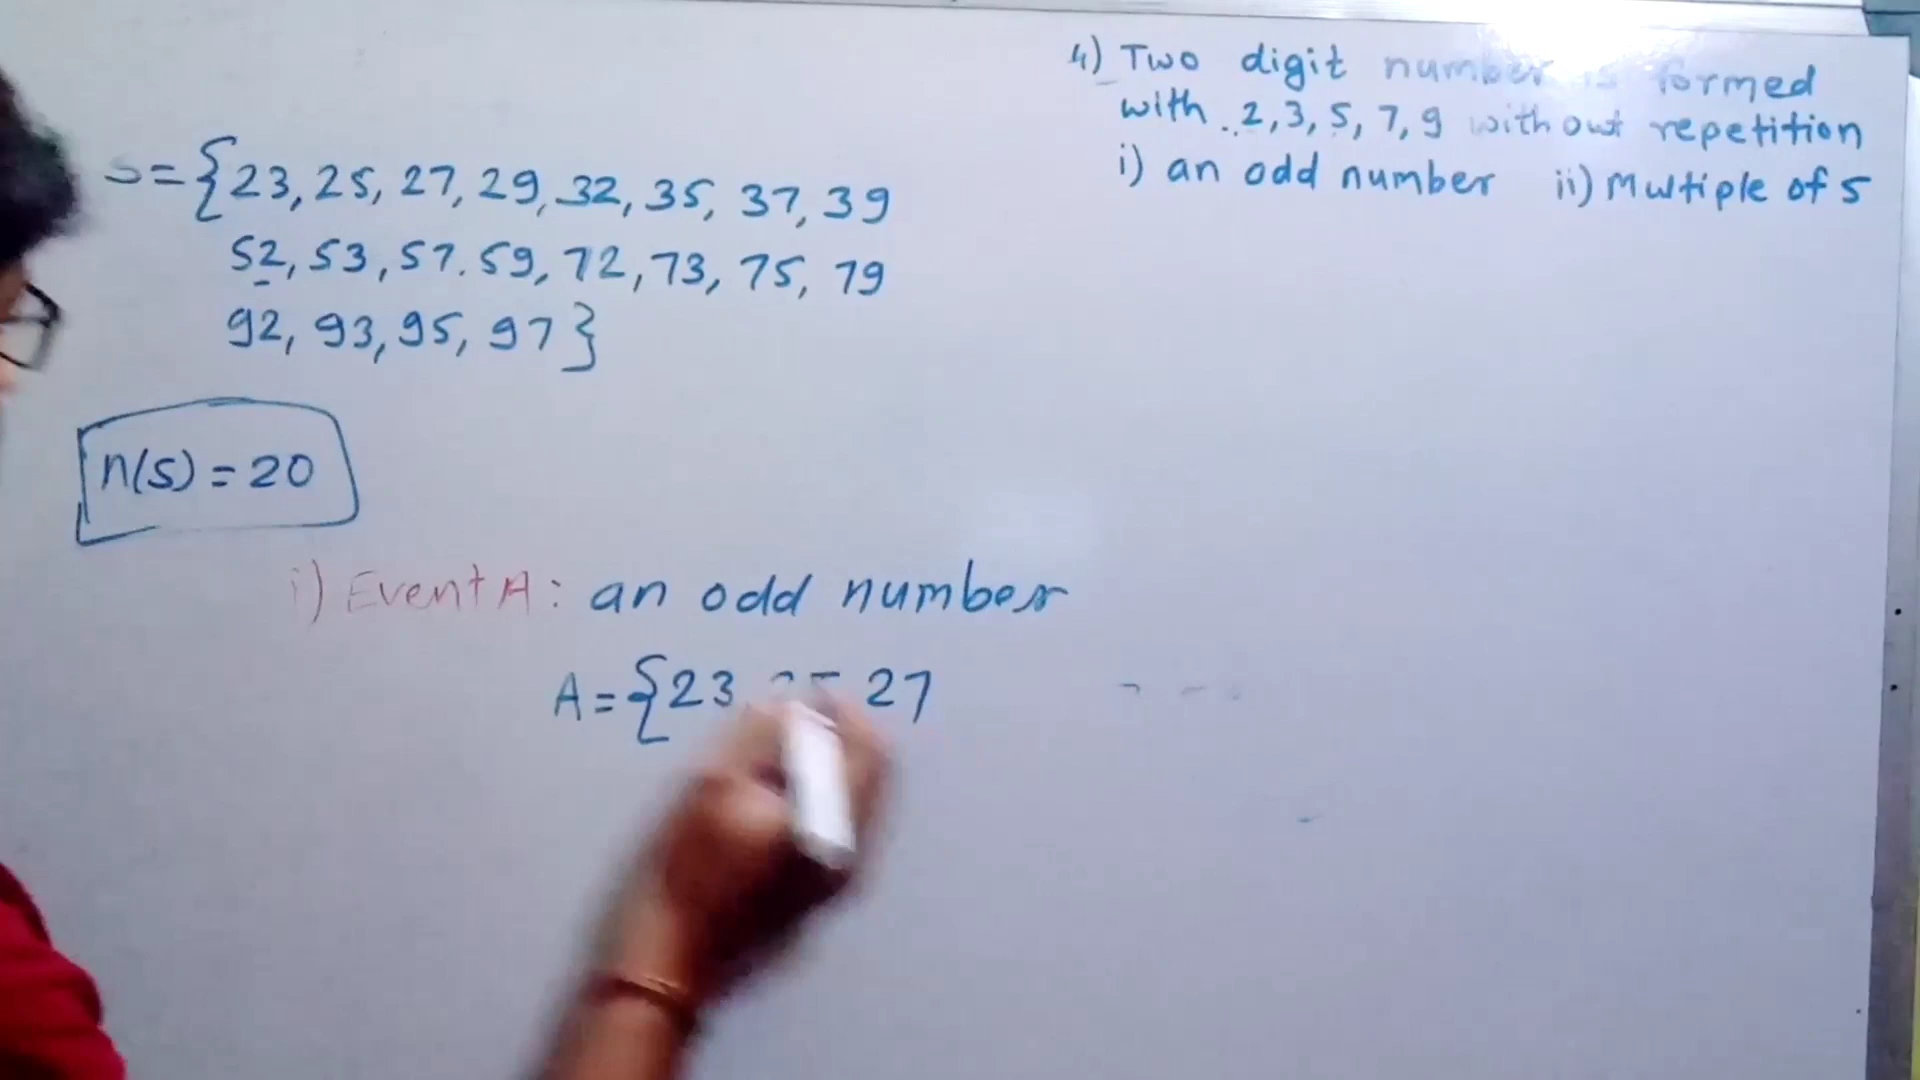 4) Two digit number is formed
with 2, 3, 5, 7, 9 without repetition
i) an odd number ii) Multiple of 5
S={23, 25, 27, 29, 32, 35, 37, 39
52, 53, 57. 59, 72, 73, 75, 79
92, 93, 95, 97}
n(S) = 20
i) Event A: an odd number
A={23, 27